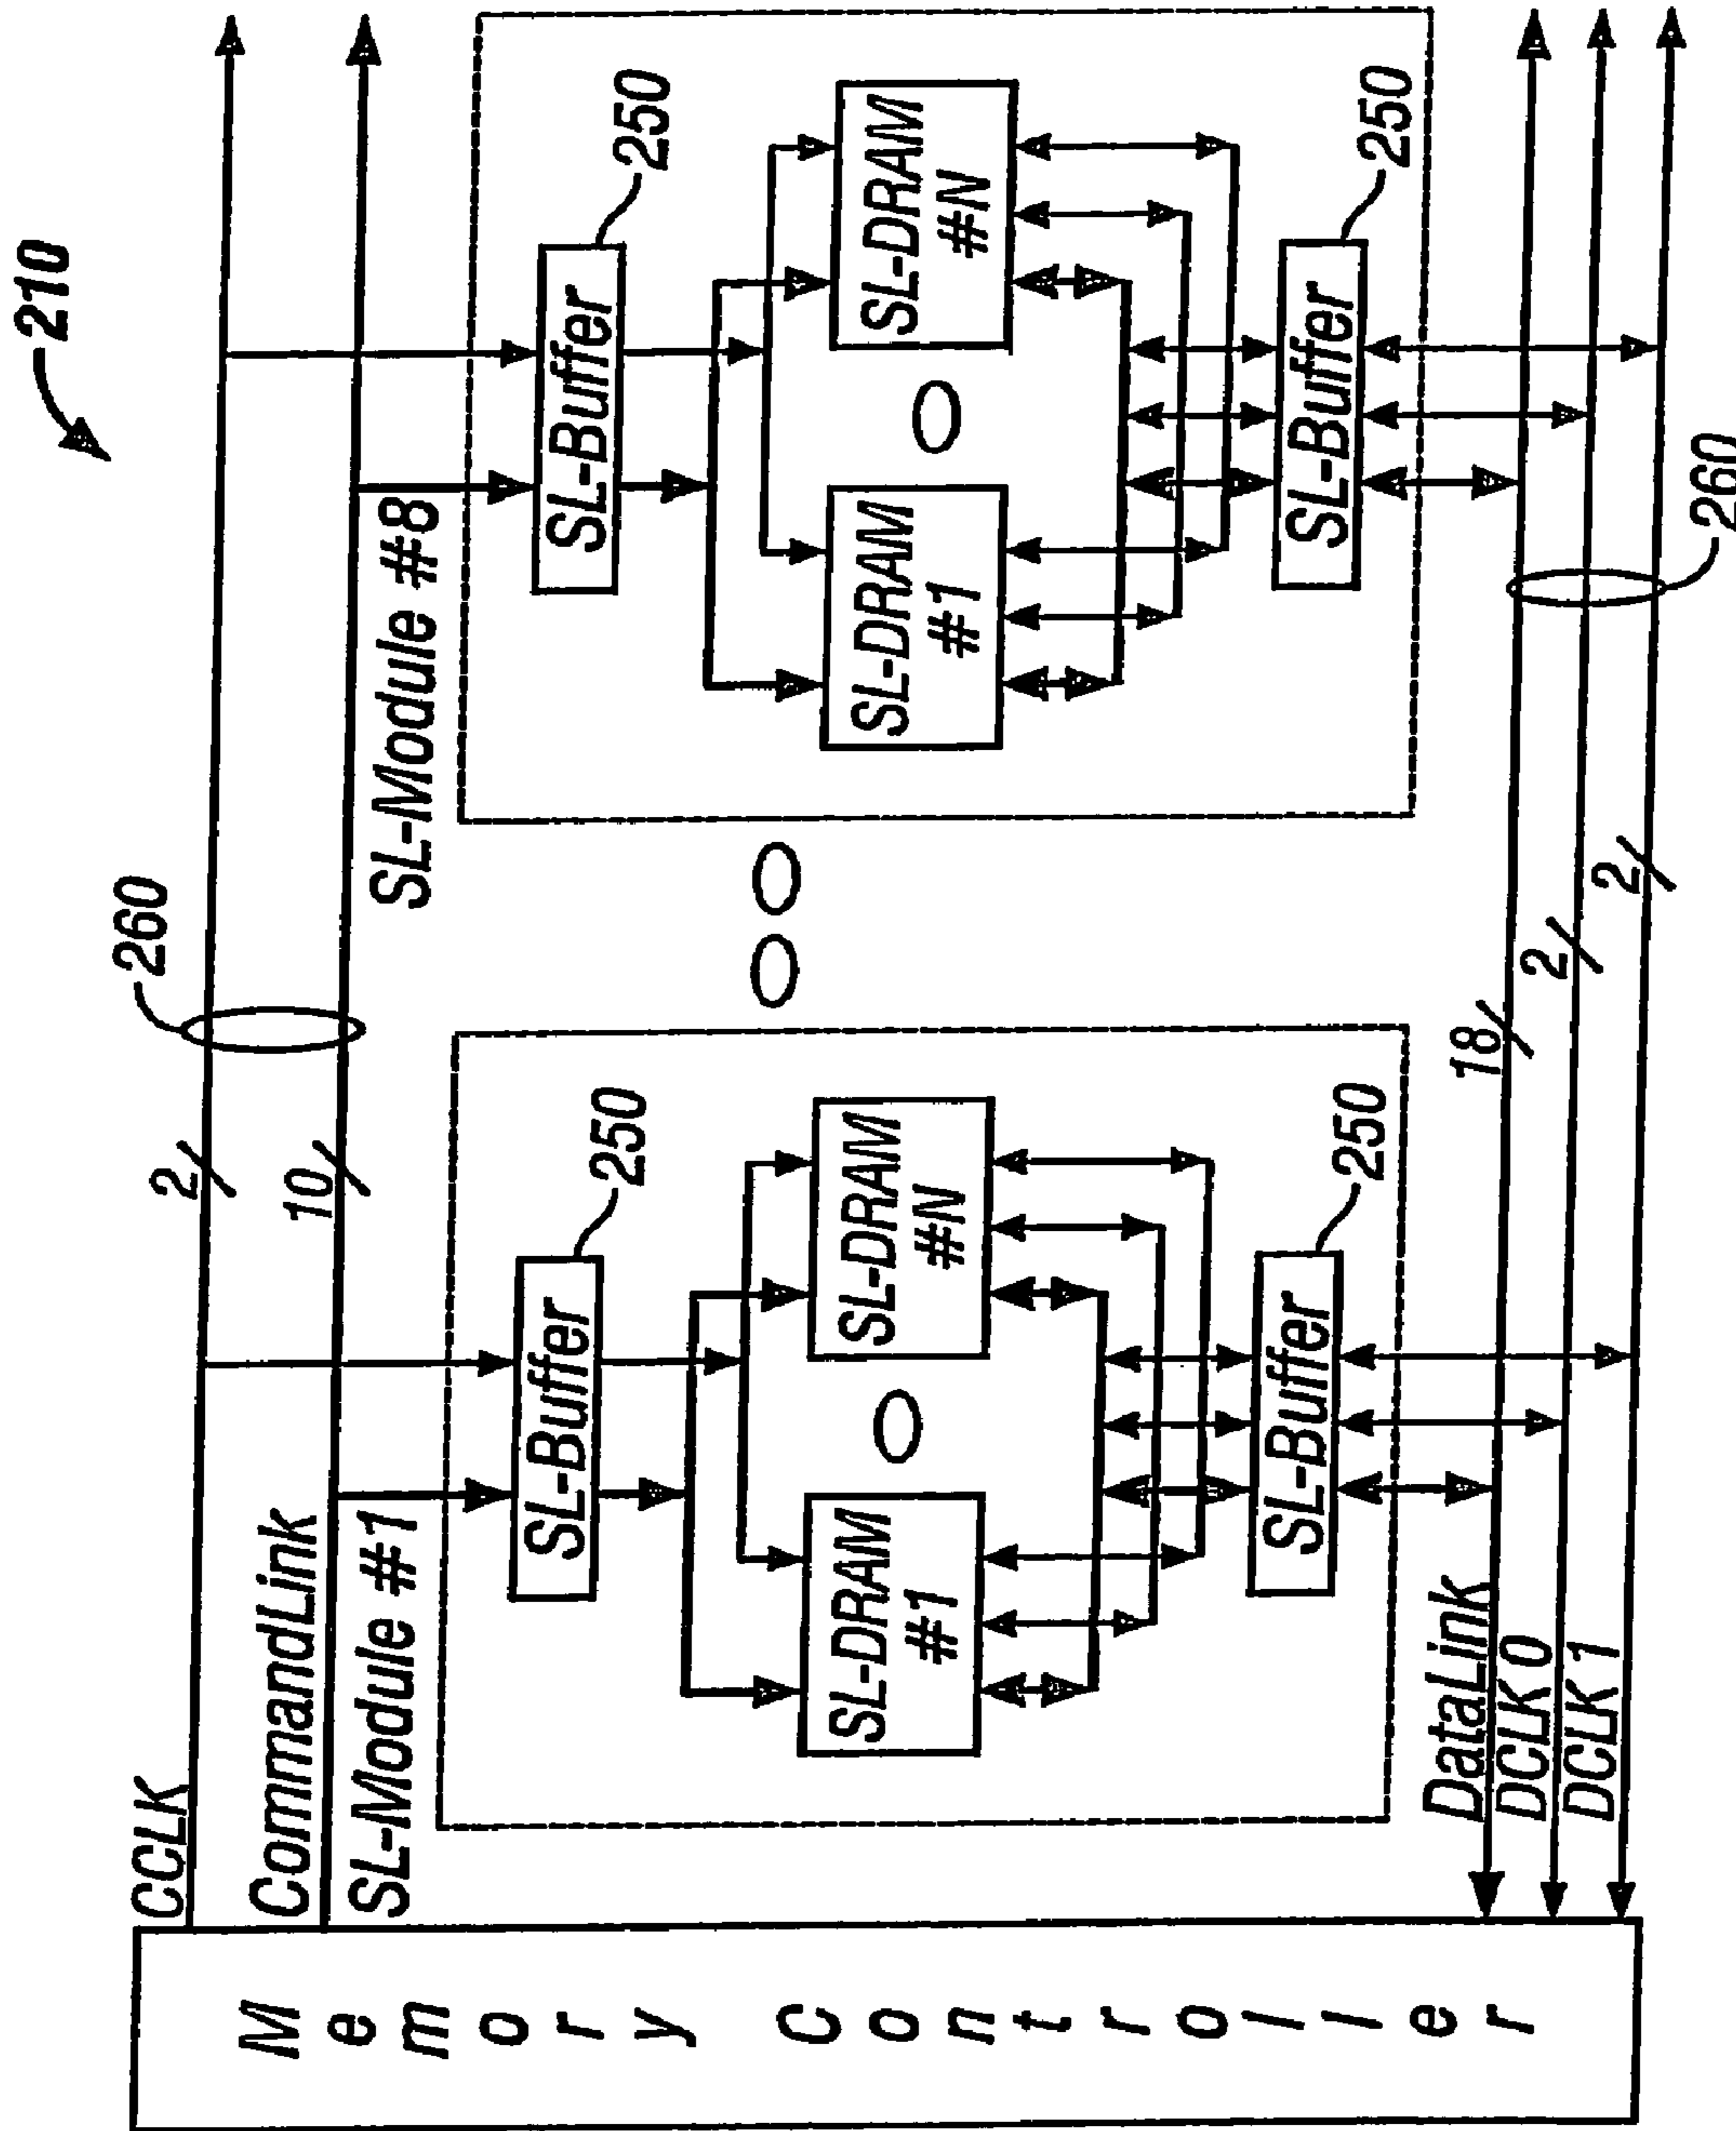 210
CCLK
2
260
CommandLink
10
SL-Module #1
SL-Module #8
SL-Buffer
250
SL-Buffer
250
SL-DRAM
#1
SL-DRAM
#N
SL-DRAM
#1
SL-DRAM
#N
SL-Buffer
250
SL-Buffer
250
DataLink
18
DCLK 0
2
DCLK 1
2
260
Memory Controller